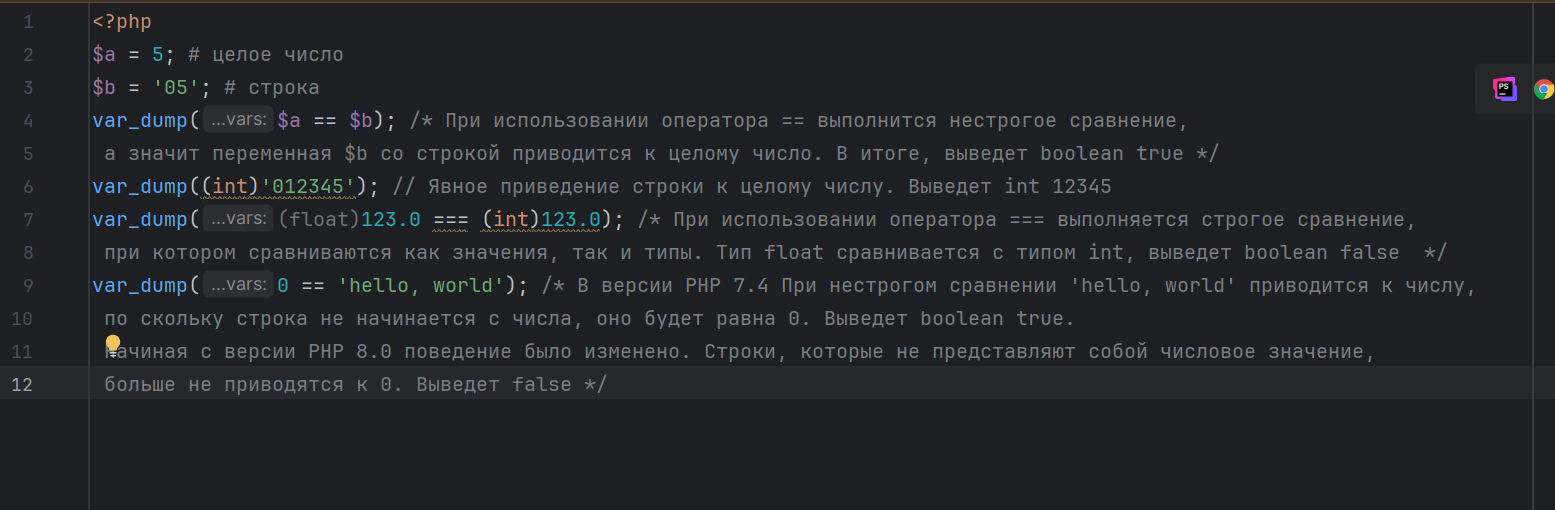 1 <?php
2 $a = 5; # целое число
3 $b = '05'; # строка
4 var_dump( ...vars: $a == $b); /* При использовании оператора == выполнится нестрогое сравнение,
5 а значит переменная $b со строкой приводится к целому число. В итоге, выведет boolean true */
6 var_dump((int)'012345'); // Явное приведение строки к целому числу. Выведет int 12345
7 var_dump( ...vars: (float)123.0 === (int)123.0); /* При использовании оператора === выполняется строгое сравнение,
8 при котором сравниваются как значения, так и типы. Тип float сравнивается с типом int, выведет boolean false */
9 var_dump( ...vars: 0 == 'hello, world'); /* В версии PHP 7.4 При нестрогом сравнении 'hello, world' приводится к числу,
10 по скольку строка не начинается с числа, оно будет равна 0. Выведет boolean true.
11 Начиная с версии PHP 8.0 поведение было изменено. Строки, которые не представляют собой числовое значение,
12 больше не приводятся к 0. Выведет false */
PS